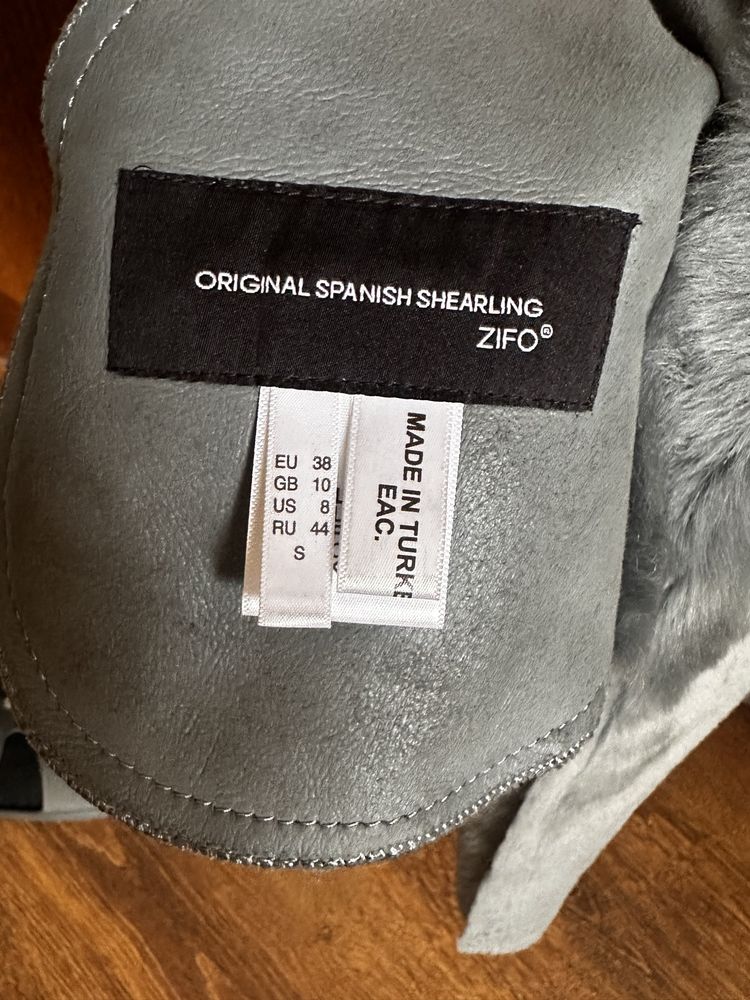 ORIGINAL SPANISH SHEARLING
ZIFO®
EU 38
GB 10
US 8
RU 44
S
MADE IN TURKE
EAC.